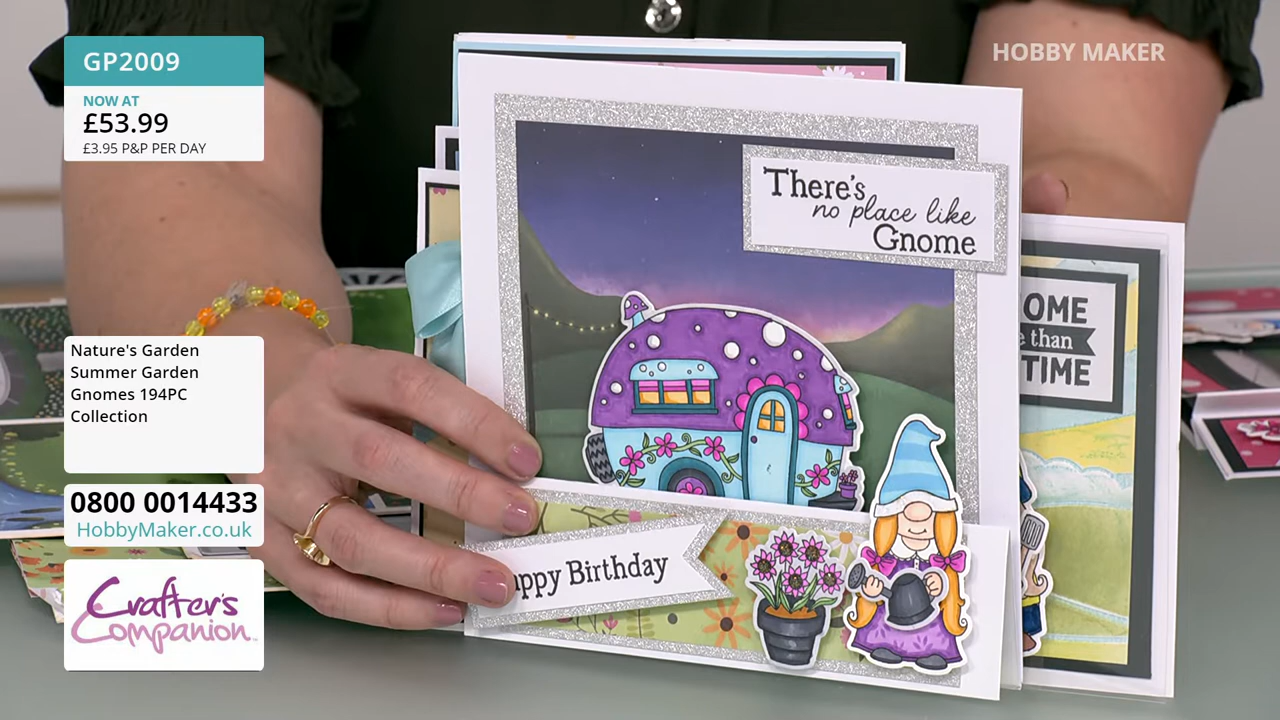 GP2009
NOW AT
£53.99
£3.95 P&P PER DAY
HOBBY MAKER
There's
no place like
Gnome
OME
than
TIME
Nature's Garden
Summer Garden
Gnomes 194PC
Collection
0800 0014433
HobbyMaker.co.uk
appy Birthday
Crafter's
Companion